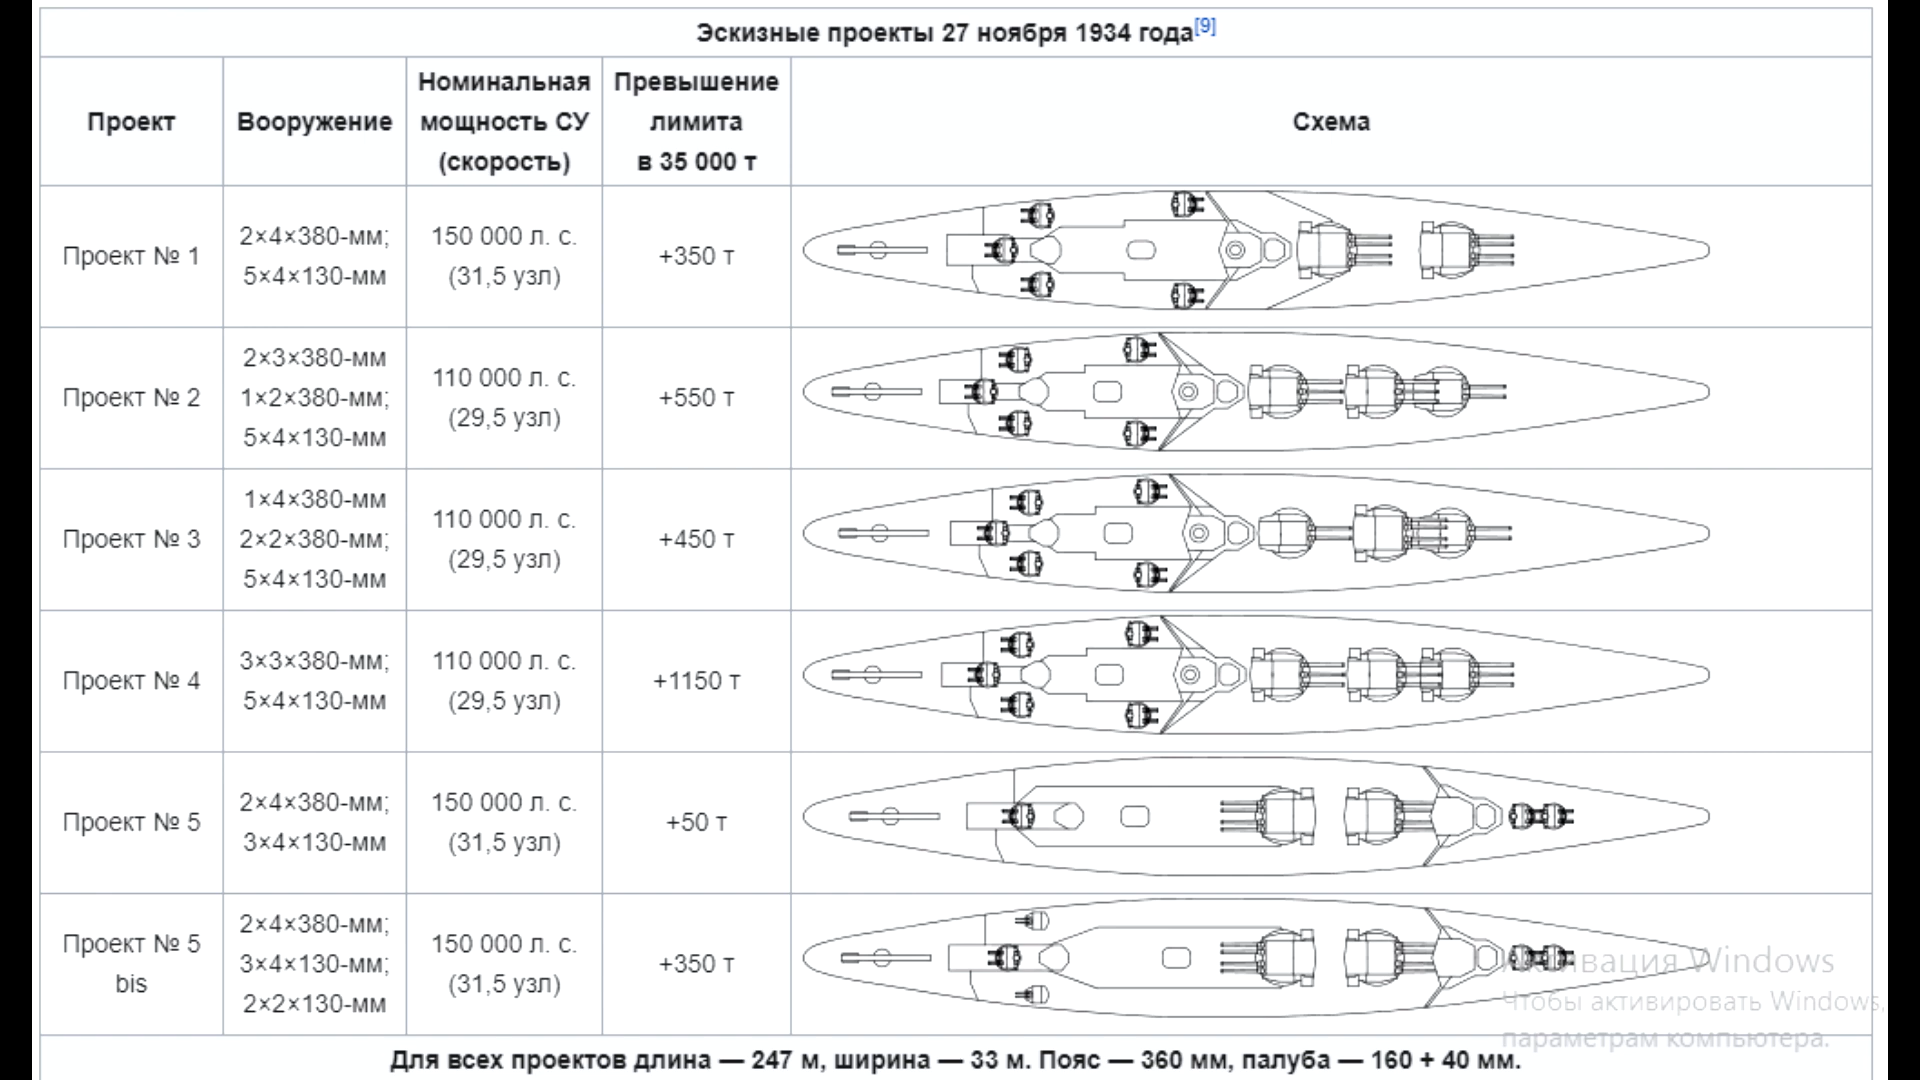 Эскизные проекты 27 ноября 1934 года[9]
Проект
Вооружение
Номинальная
мощность СУ
(скорость)
Превышение
лимита
в 35 000 т
Схема
Проект № 1
2×4×380-мм;
5×4×130-мм
150 000 л. с.
(31,5 узл)
+350 т
Проект № 2
2×3×380-мм
1×2×380-мм;
5×4×130-мм
110 000 л. с.
(29,5 узл)
+550 т
Проект № 3
1×4×380-мм
2×2×380-мм;
5×4×130-мм
110 000 л. с.
(29,5 узл)
+450 т
Проект № 4
3×3×380-мм;
5×4×130-мм
110 000 л. с.
(29,5 узл)
+1150 т
Проект № 5
2×4×380-мм;
3×4×130-мм
150 000 л. с.
(31,5 узл)
+50 т
Проект № 5
bis
2×4×380-мм;
3×4×130-мм;
2×2×130-мм
150 000 л. с.
(31,5 узл)
+350 т
Активация Windows
Чтобы активировать Windows,
параметрам компьютера.
Для всех проектов длина — 247 м, ширина — 33 м. Пояс — 360 мм, палуба — 160 + 40 мм.